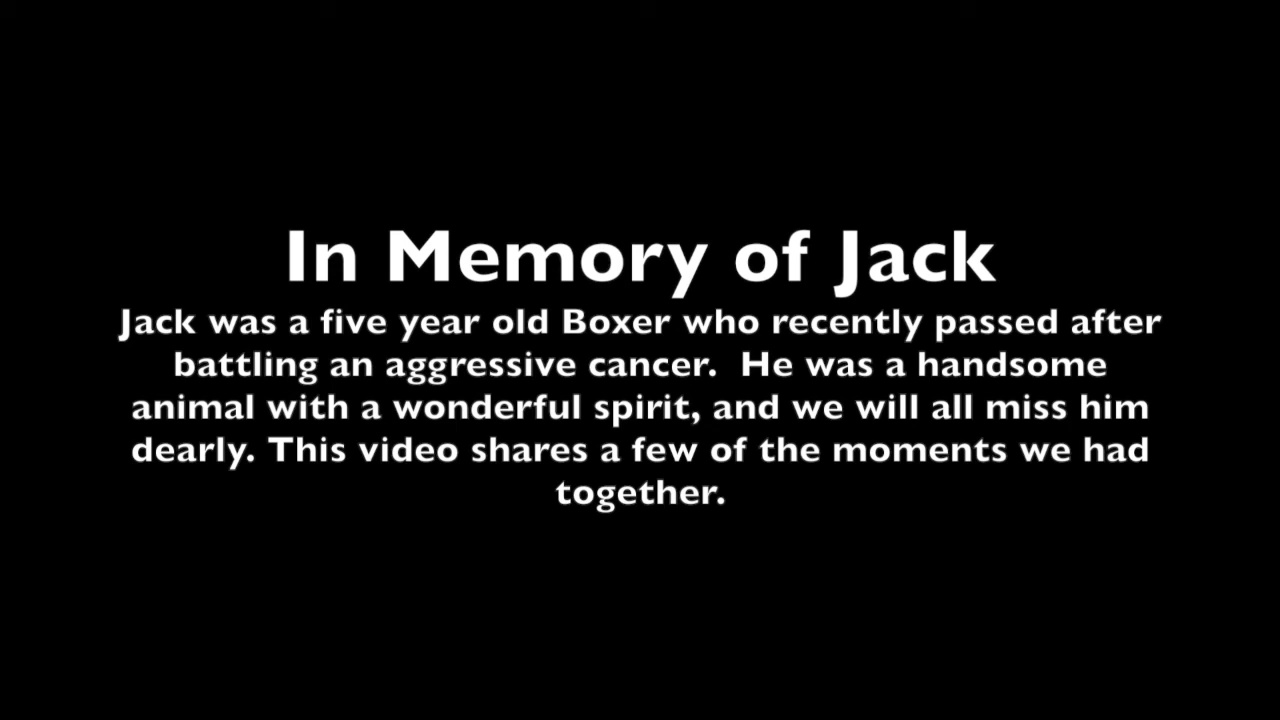 In Memory of Jack
Jack was a five year old Boxer who recently passed after
battling an aggressive cancer.  He was a handsome
animal with a wonderful spirit, and we will all miss him
dearly. This video shares a few of the moments we had
together.